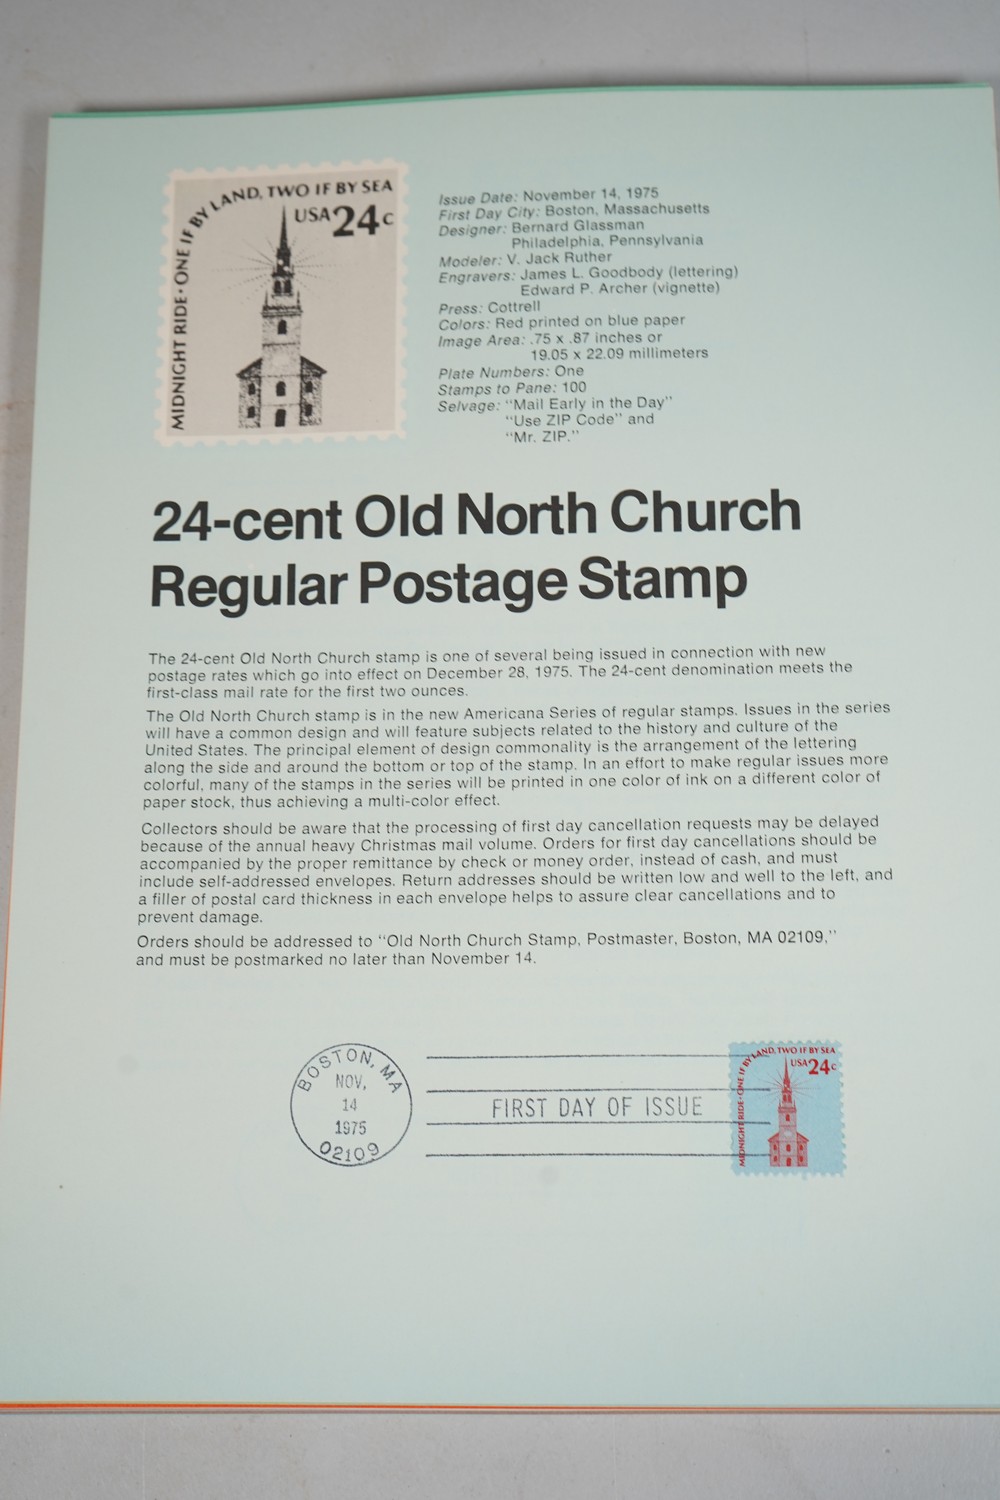 MIDNIGHT RIDE · ONE IF BY LAND, TWO IF BY SEA
USA 24c
Issue Date: November 14, 1975
First Day City: Boston, Massachusetts
Designer: Bernard Glassman
Philadelphia, Pennsylvania
Modeler: V. Jack Ruther
Engravers: James L. Goodbody (lettering)
Edward P. Archer (vignette)
Press: Cottrell
Colors: Red printed on blue paper
Image Area: .75 x .87 inches or
19.05 x 22.09 millimeters
Plate Numbers: One
Stamps to Pane: 100
Selvage: “Mail Early in the Day”
“Use ZIP Code” and
“Mr. ZIP.”
24-cent Old North Church
Regular Postage Stamp
The 24-cent Old North Church stamp is one of several being issued in connection with new
postage rates which go into effect on December 28, 1975. The 24-cent denomination meets the
first-class mail rate for the first two ounces.
The Old North Church stamp is in the new Americana Series of regular stamps. Issues in the series
will have a common design and will feature subjects related to the history and culture of the
United States. The principal element of design commonality is the arrangement of the lettering
along the side and around the bottom or top of the stamp. In an effort to make regular issues more
colorful, many of the stamps in the series will be printed in one color of ink on a different color of
paper stock, thus achieving a multi-color effect.
Collectors should be aware that the processing of first day cancellation requests may be delayed
because of the annual heavy Christmas mail volume. Orders for first day cancellations should be
accompanied by the proper remittance by check or money order, instead of cash, and must
include self-addressed envelopes. Return addresses should be written low and well to the left, and
a filler of postal card thickness in each envelope helps to assure clear cancellations and to
prevent damage.
Orders should be addressed to “Old North Church Stamp, Postmaster, Boston, MA 02109,”
and must be postmarked no later than November 14.
BOSTON, MA
NOV,
14
1975
02109
FIRST DAY OF ISSUE
MIDNIGHT RIDE · ONE IF BY LAND, TWO IF BY SEA
USA 24c